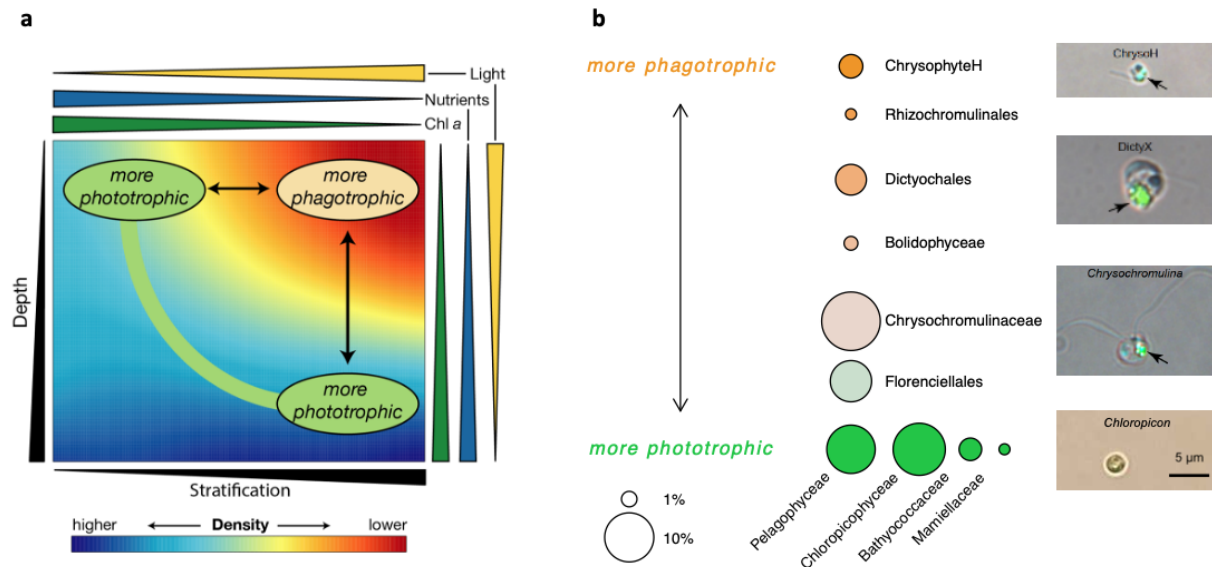 a
Light
Nutrients
Chl a
more
phototrophic
more
phagotrophic
more
phototrophic
Depth
Stratification
higher
Density
lower
b
more phagotrophic
more phototrophic
ChrysophyteH
Rhizochromulinales
Dictyochales
Bolidophyceae
Chrysochromulinaceae
Florenciellales
Pelagophyceae
Chloropicophyceae
Bathyococcaceae
Mamiellaceae
1%
10%
ChrysoH
DictyX
Chrysochromulina
Chloropicon
5 µm